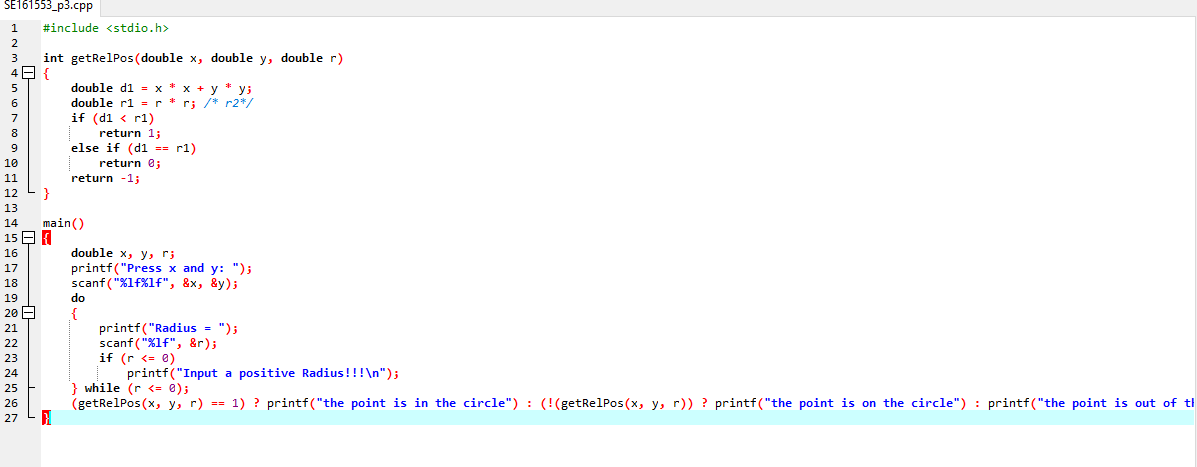 SE161553_p3.cpp
1 #include <stdio.h>
2
3 int getRelPos(double x, double y, double r)
4 {
5 double d1 = x * x + y * y;
6 double r1 = r * r; /* r2*/
7 if (d1 < r1)
8 return 1;
9 else if (d1 == r1)
10 return 0;
11 return -1;
12 }
13
14 main()
15 {
16 double x, y, r;
17 printf("Press x and y: ");
18 scanf("%lf%lf", &x, &y);
19 do
20 {
21 printf("Radius = ");
22 scanf("%lf", &r);
23 if (r <= 0)
24 printf("Input a positive Radius!!!\n");
25 } while (r <= 0);
26 (getRelPos(x, y, r) == 1) ? printf("the point is in the circle") : (!(getRelPos(x, y, r)) ? printf("the point is on the circle") : printf("the point is out of
27 }